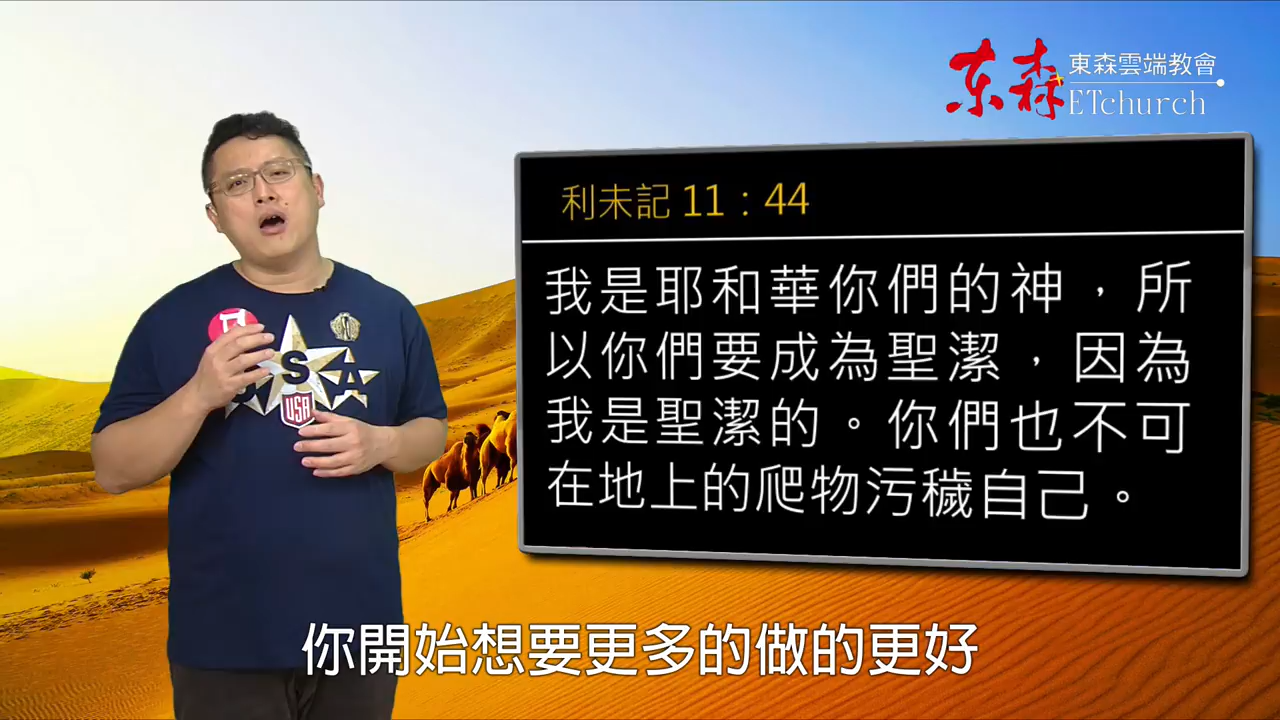 东森
東森雲端教會
ETchurch
利未記 11：44
我是耶和華你們的神，所
以你們要成為聖潔，因為
我是聖潔的。你們也不可
在地上的爬物污穢自己。
S A
USA
你開始想要更多的做的更好